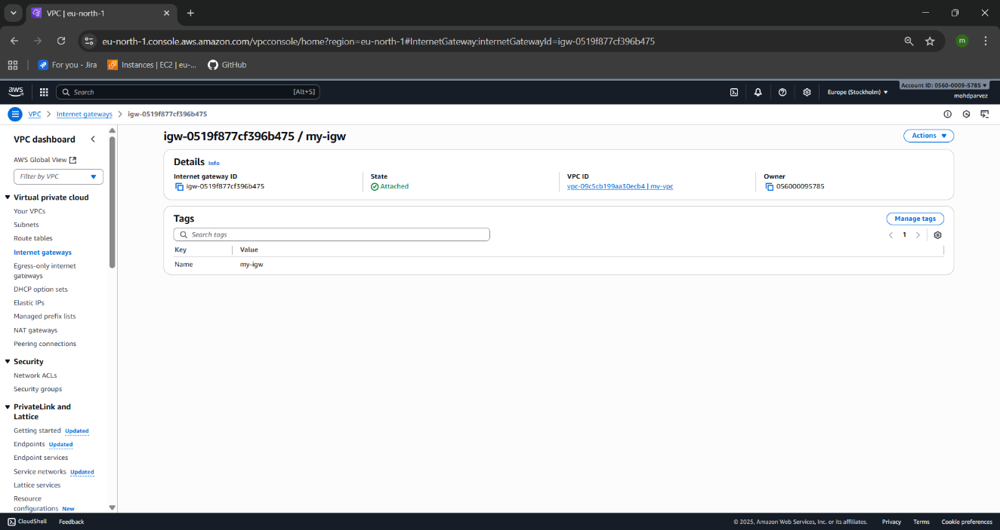 VPC | eu-north-1
eu-north-1.console.aws.amazon.com/vpcconsole/home?region=eu-north-1#InternetGateway:internetGatewayId=igw-0519f877cf396b475
m
For you - Jira
Instances | EC2 | eu-...
GitHub
aws
Search
[Alt+S]
Europe (Stockholm)
Account ID: 0560-0009-5785
mohdparvez
VPC
Internet gateways
igw-0519f877cf396b475
VPC dashboard
AWS Global View
Filter by VPC
Virtual private cloud
Your VPCs
Subnets
Route tables
Internet gateways
Egress-only internet
gateways
DHCP option sets
Elastic IPs
Managed prefix lists
NAT gateways
Peering connections
Security
Network ACLs
Security groups
PrivateLink and
Lattice
Getting started Updated
Endpoints Updated
Endpoint services
Service networks Updated
Lattice services
Resource
configurations New
igw-0519f877cf396b475 / my-igw
Actions
Details Info
Internet gateway ID
igw-0519f877cf396b475
State
Attached
VPC ID
vpc-09c5cb199aa30ecb4 | my-vpc
Owner
056000095785
Tags
Manage tags
Search tags
1
Key Value
Name my-igw
CloudShell Feedback
© 2025, Amazon Web Services, Inc. or its affiliates. Privacy Terms Cookie preferences